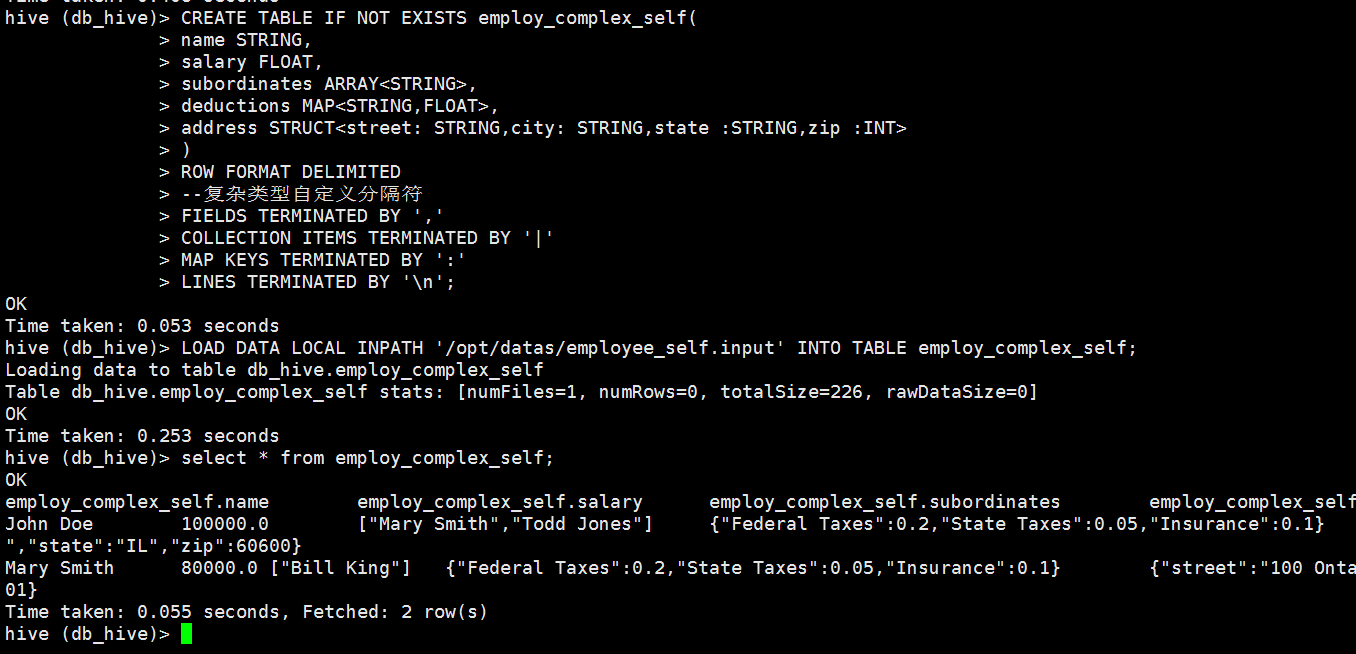 hive (db_hive)> CREATE TABLE IF NOT EXISTS employ_complex_self(
> name STRING,
> salary FLOAT,
> subordinates ARRAY<STRING>,
> deductions MAP<STRING,FLOAT>,
> address STRUCT<street: STRING,city: STRING,state :STRING,zip :INT>
> )
> ROW FORMAT DELIMITED
> --复杂类型自定义分隔符
> FIELDS TERMINATED BY ','
> COLLECTION ITEMS TERMINATED BY '|'
> MAP KEYS TERMINATED BY ':'
> LINES TERMINATED BY '\n';
OK
Time taken: 0.053 seconds
hive (db_hive)> LOAD DATA LOCAL INPATH '/opt/datas/employee_self.input' INTO TABLE employ_complex_self;
Loading data to table db_hive.employ_complex_self
Table db_hive.employ_complex_self stats: [numFiles=1, numRows=0, totalSize=226, rawDataSize=0]
OK
Time taken: 0.253 seconds
hive (db_hive)> select * from employ_complex_self;
OK
employ_complex_self.name employ_complex_self.salary employ_complex_self.subordinates employ_complex_self
John Doe 100000.0 ["Mary Smith","Todd Jones"] {"Federal Taxes":0.2,"State Taxes":0.05,"Insurance":0.1}
","state":"IL","zip":60600}
Mary Smith 80000.0 ["Bill King"] {"Federal Taxes":0.2,"State Taxes":0.05,"Insurance":0.1} {"street":"100 Onta
01}
Time taken: 0.055 seconds, Fetched: 2 row(s)
hive (db_hive)>